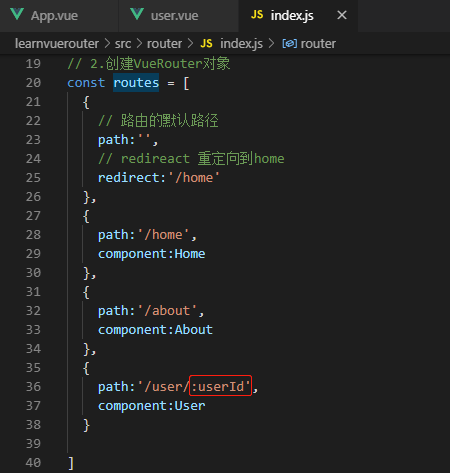 App.vue user.vue JS index.js ×
learnvuerouter > src > router > JS index.js > router
19 // 2.创建VueRouter对象
20 const routes = [
21 {
22 // 路由的默认路径
23 path:'',
24 // redireact 重定向到home
25 redirect:'/home'
26 },
27 {
28 path:'/home',
29 component:Home
30 },
31 {
32 path:'/about',
33 component:About
34 },
35 {
36 path:'/user/:userId',
37 component:User
38 }
39
40 ]